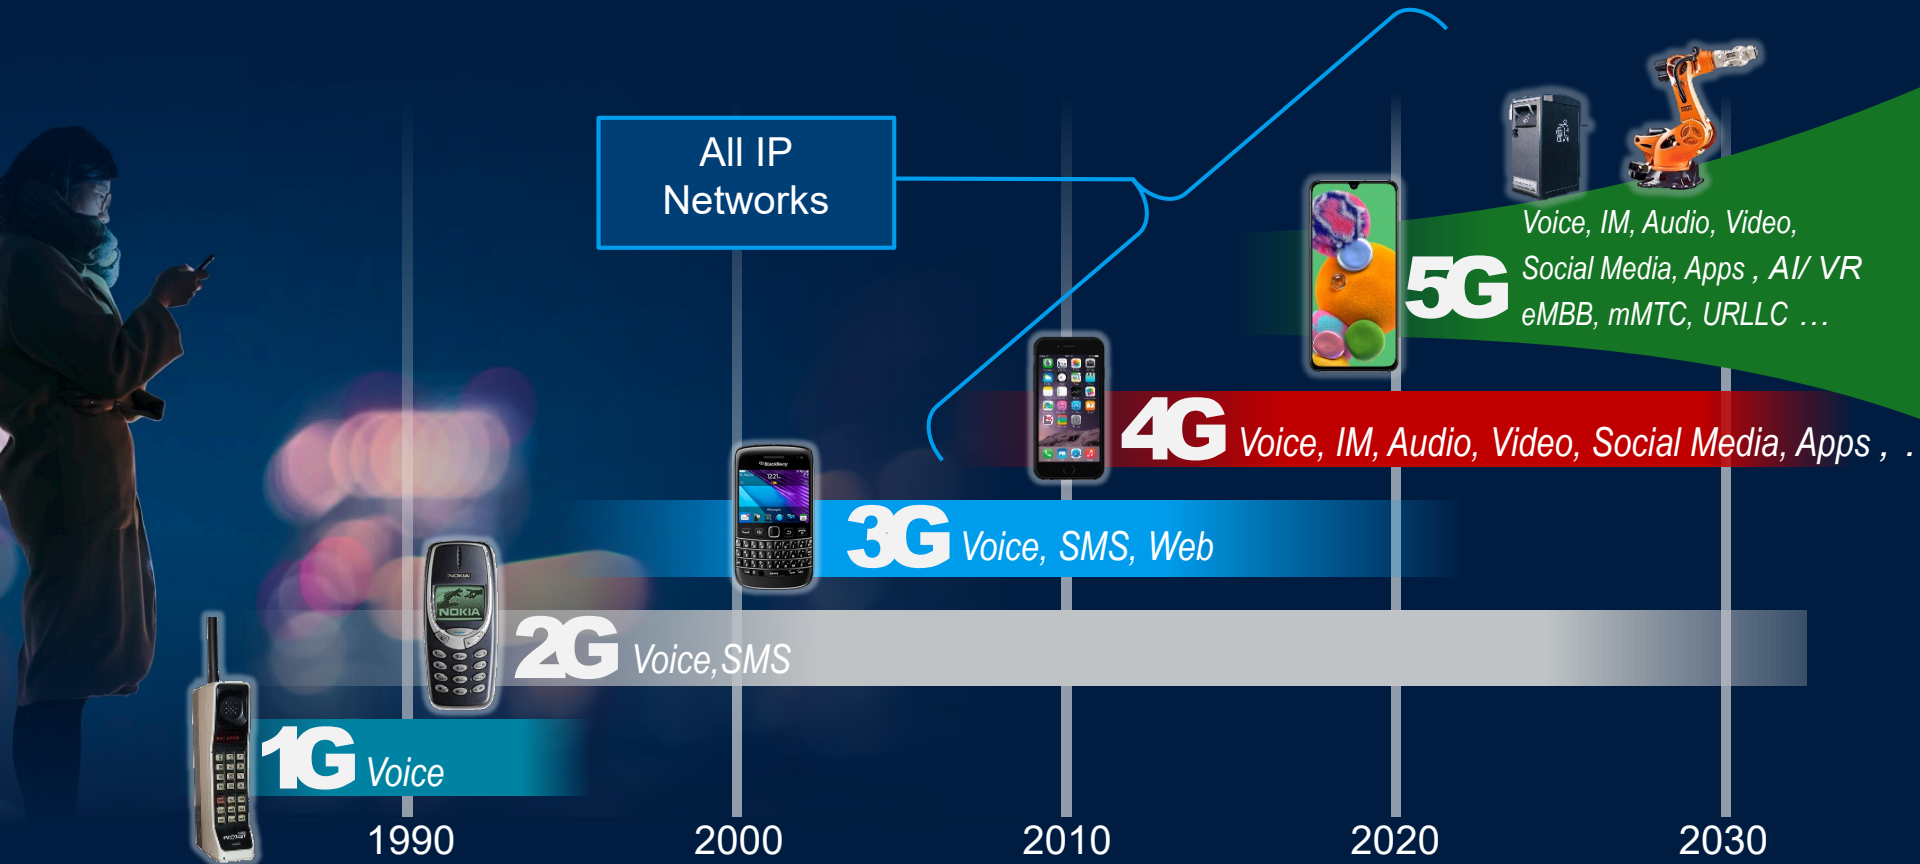 All IP
Networks
Voice, IM, Audio, Video,
5G Social Media, Apps , AI/ VR
eMBB, mMTC, URLLC ...
4G Voice, IM, Audio, Video, Social Media, Apps , .
BlackBerry
3G Voice, SMS, Web
NOKIA
NOKIA
2G Voice,SMS
1G Voice
1990 2000 2010 2020 2030